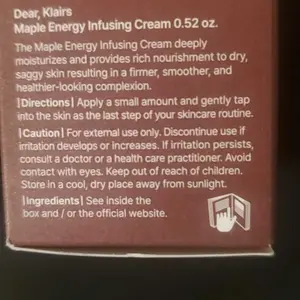 Dear, Klairs
Maple Energy Infusing Cream 0.52 oz.
The Maple Energy Infusing Cream deeply
moisturizes and provides rich nourishment to dry,
saggy skin resulting in a firmer, smoother, and
healthier-looking complexion.
|Directions| Apply a small amount and gently tap
into the skin as the last step of your skincare routine.
|Caution| For external use only. Discontinue use if
irritation develops or increases. If irritation persists,
consult a doctor or a health care practitioner. Avoid
contact with eyes. Keep out of reach of children.
Store in a cool, dry place away from sunlight.
|Ingredients| See inside the
box and / or the official website.